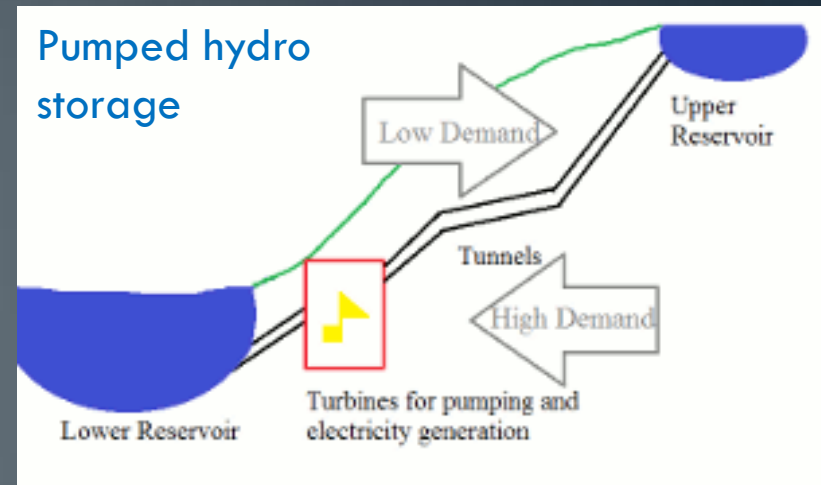 Pumped hydro
storage
Low Demand
Upper
Reservoir
Tunnels
High Demand
Turbines for pumping and
electricity generation
Lower Reservoir